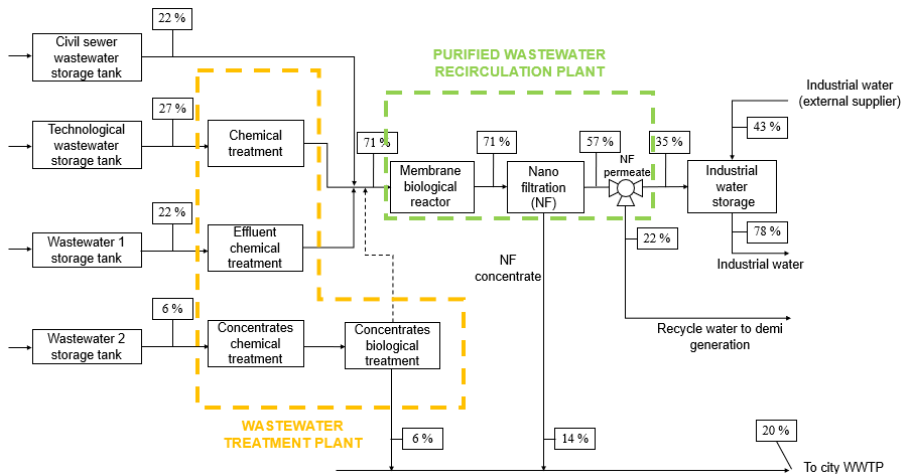 22 %
Civil sewer
wastewater
storage tank
PURIFIED WASTEWATER
RECIRCULATION PLANT
Industrial water
(external supplier)
27 %
Technological
wastewater
storage tank
Chemical
treatment
71 %
71 %
57 %
35 %
43 %
NF
permeate
Membrane
biological
reactor
Nano
filtration
(NF)
Industrial
water
storage
22 %
Wastewater 1
storage tank
Effluent
chemical
treatment
NF
concentrate
22 %
78 %
Industrial water
6 %
Wastewater 2
storage tank
Concentrates
chemical
treatment
Concentrates
biological
treatment
Recycle water to demi
generation
WASTEWATER
TREATMENT PLANT
6 %
14 %
20 %
To city WWTP